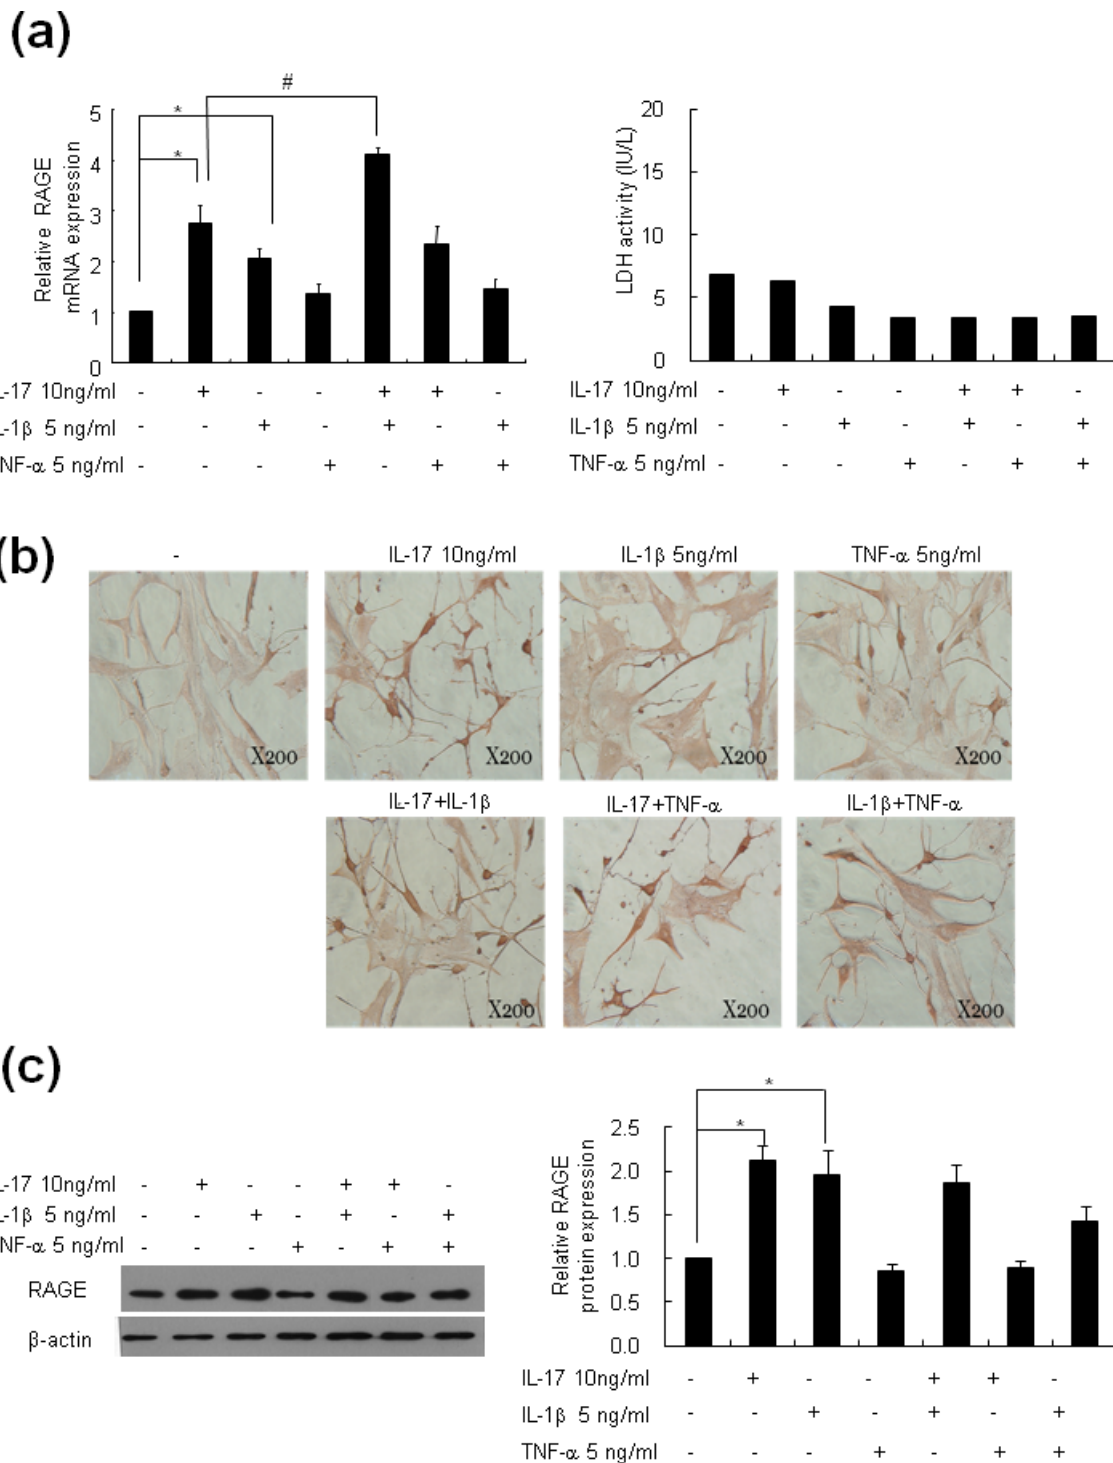 (a)
#
*
*
5
4
3
2
1
0
Relative RAGE
mRNA expression
L-17 10ng/ml - + - - + + -
L-1β 5 ng/ml - - + - + - +
NF-α 5 ng/ml - - - + - + +
20
15
10
5
0
LDH activity (IU/L)
IL-17 10ng/ml - + - - + + -
IL-1β 5 ng/ml - - + - + - +
TNF-α 5 ng/ml - - - + - + +
(b)
- IL-17 10ng/ml IL-1β 5ng/ml TNF-α 5ng/ml
X200 X200 X200 X200
IL-17+IL-1β IL-17+TNF-α IL-1β+TNF-α
X200 X200 X200
(c)
L-17 10ng/ml - + - - + + -
L-1β 5 ng/ml - - + - + - +
NF-α 5 ng/ml - - - + - + +
RAGE
β-actin
*
*
2.5
2.0
1.5
1.0
0.5
0.0
Relative RAGE
protein expression
IL-17 10ng/ml - + - - + + -
IL-1β 5 ng/ml - - + - + - +
TNF-α 5 ng/ml - - - + - + +